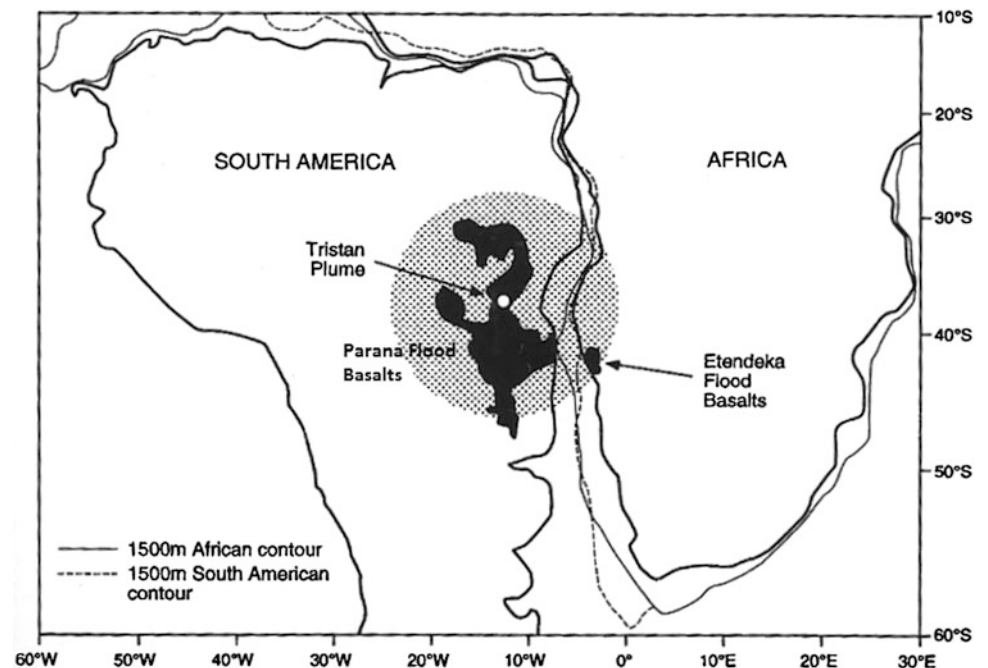 10°S
20°S
SOUTH AMERICA
AFRICA
30°S
Tristan
Plume
40°S
Parana Flood
Basalts
Etendeka
Flood
Basalts
50°S
1500m African contour
1500m South American
contour
60°S
60°W
50°W
40°W
30°W
20°W
10°W
0°
10°E
20°E
30°E